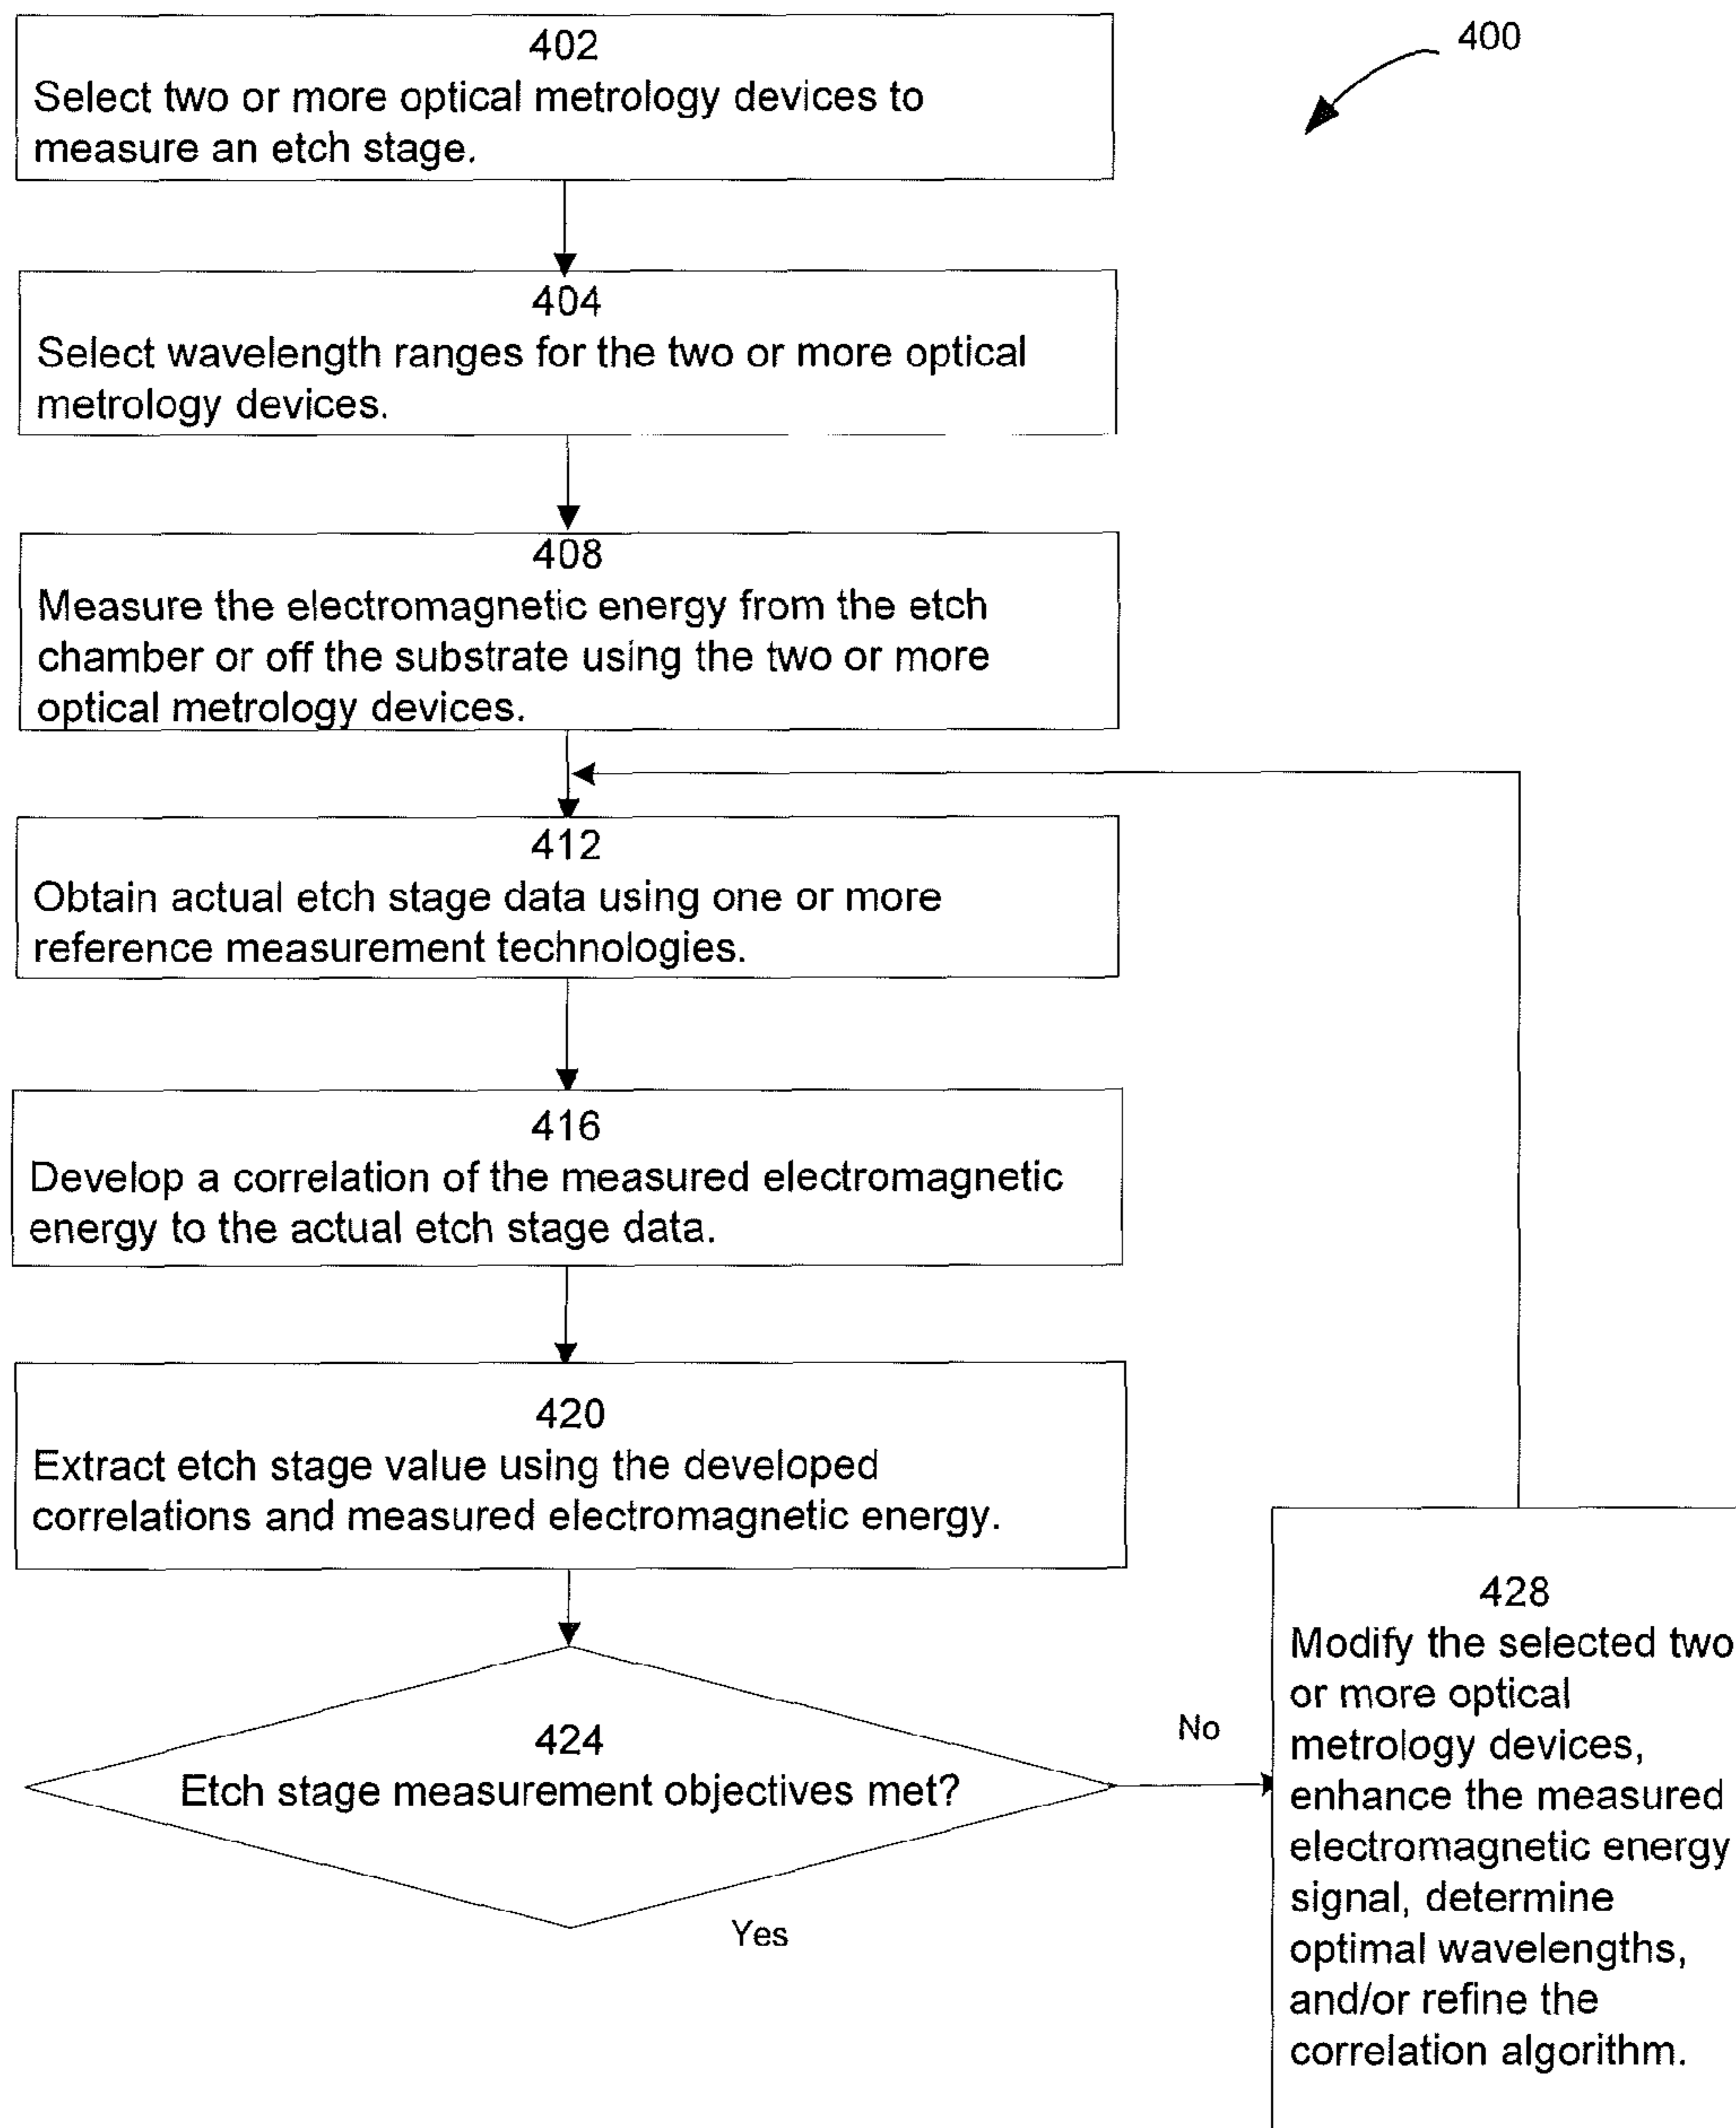 400
402
Select two or more optical metrology devices to
measure an etch stage.
404
Select wavelength ranges for the two or more optical
metrology devices.
408
Measure the electromagnetic energy from the etch
chamber or off the substrate using the two or more
optical metrology devices.
412
Obtain actual etch stage data using one or more
reference measurement technologies.
416
Develop a correlation of the measured electromagnetic
energy to the actual etch stage data.
420
Extract etch stage value using the developed
correlations and measured electromagnetic energy.
424
Etch stage measurement objectives met?
No
Yes
428
Modify the selected two
or more optical
metrology devices,
enhance the measured
electromagnetic energy
signal, determine
optimal wavelengths,
and/or refine the
correlation algorithm.